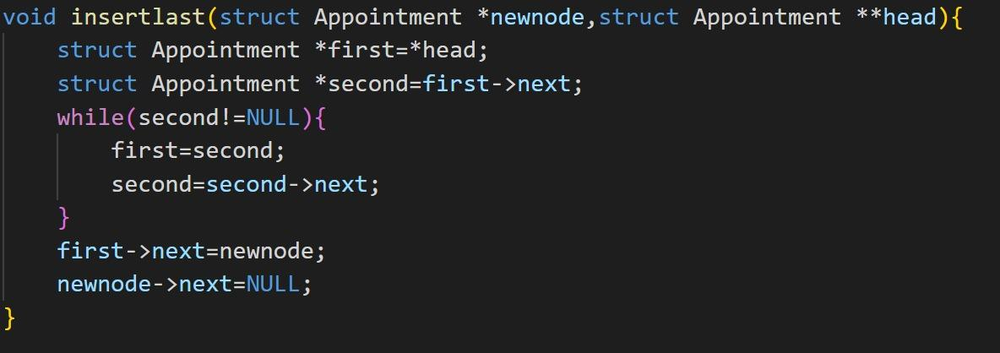 void insertlast(struct Appointment *newnode,struct Appointment **head){
    struct Appointment *first=*head;
    struct Appointment *second=first->next;
    while(second!=NULL){
        first=second;
        second=second->next;
    }
    first->next=newnode;
    newnode->next=NULL;
}